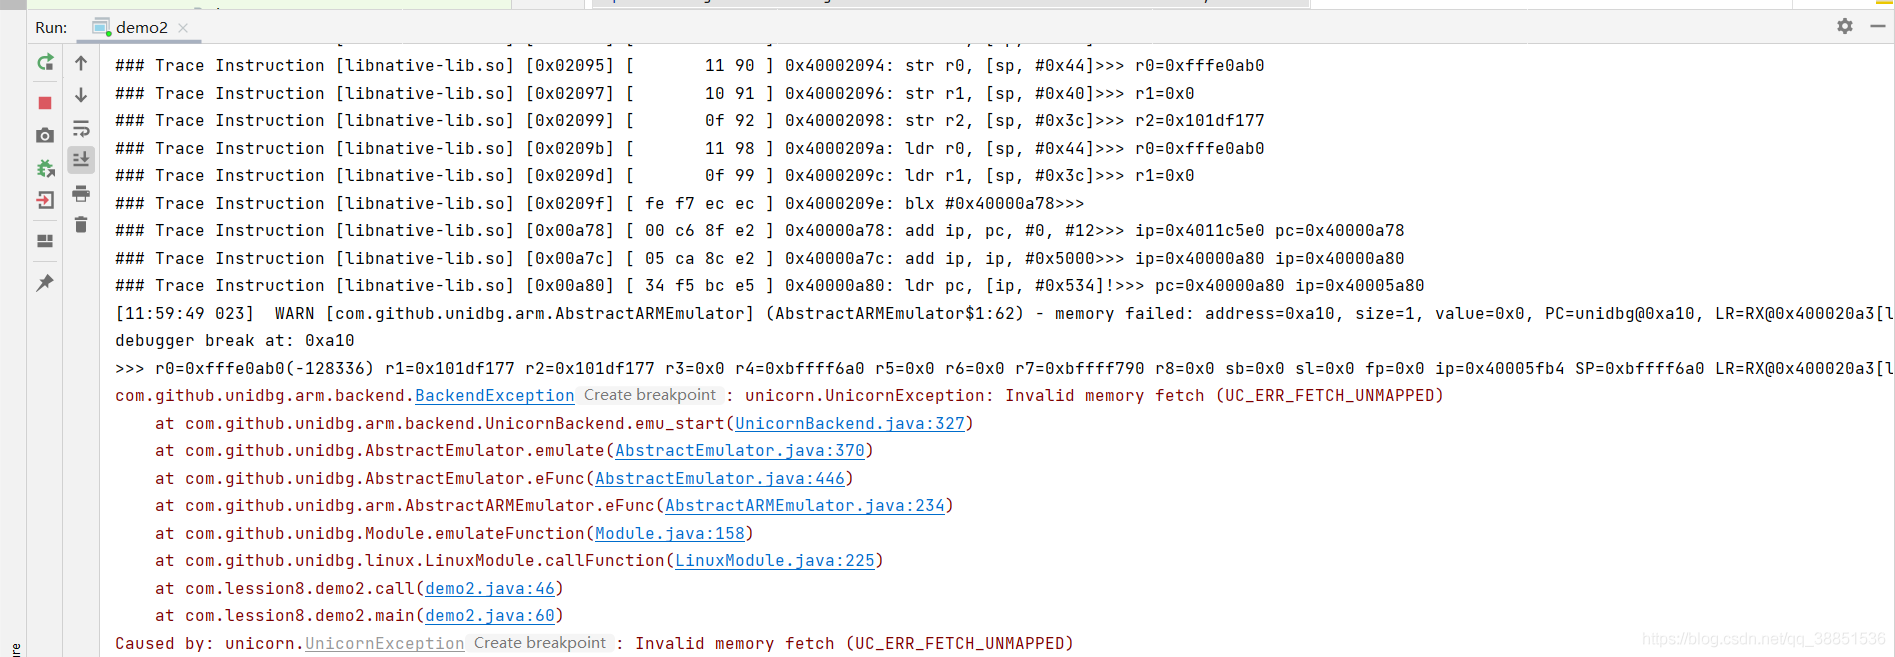 Run: demo2
### Trace Instruction [libnative-lib.so] [0x02095] [       11 90 ] 0x40002094: str r0, [sp, #0x44]>>> r0=0xfffe0ab0
### Trace Instruction [libnative-lib.so] [0x02097] [       10 91 ] 0x40002096: str r1, [sp, #0x40]>>> r1=0x0
### Trace Instruction [libnative-lib.so] [0x02099] [       0f 92 ] 0x40002098: str r2, [sp, #0x3c]>>> r2=0x101df177
### Trace Instruction [libnative-lib.so] [0x0209b] [       11 98 ] 0x4000209a: ldr r0, [sp, #0x44]>>> r0=0xfffe0ab0
### Trace Instruction [libnative-lib.so] [0x0209d] [       0f 99 ] 0x4000209c: ldr r1, [sp, #0x3c]>>> r1=0x0
### Trace Instruction [libnative-lib.so] [0x0209f] [ fe f7 ec ec ] 0x4000209e: blx #0x40000a78>>>
### Trace Instruction [libnative-lib.so] [0x00a78] [ 00 c6 8f e2 ] 0x40000a78: add ip, pc, #0, #12>>> ip=0x4011c5e0 pc=0x40000a78
### Trace Instruction [libnative-lib.so] [0x00a7c] [ 05 ca 8c e2 ] 0x40000a7c: add ip, ip, #0x5000>>> ip=0x40000a80 ip=0x40000a80
### Trace Instruction [libnative-lib.so] [0x00a80] [ 34 f5 bc e5 ] 0x40000a80: ldr pc, [ip, #0x534]!>>> pc=0x40000a80 ip=0x40005a80
[11:59:49 023]  WARN [com.github.unidbg.arm.AbstractARMEmulator] (AbstractARMEmulator$1:62) - memory failed: address=0xa10, size=1, value=0x0, PC=unidbg@0xa10, LR=RX@0x400020a3[l
debugger break at: 0xa10
>>> r0=0xfffe0ab0(-128336) r1=0x101df177 r2=0x101df177 r3=0x0 r4=0xbffff6a0 r5=0x0 r6=0x0 r7=0xbffff790 r8=0x0 sb=0x0 sl=0x0 fp=0x0 ip=0x40005fb4 SP=0xbffff6a0 LR=RX@0x400020a3[l
com.github.unidbg.arm.backend.BackendException Create breakpoint : unicorn.UnicornException: Invalid memory fetch (UC_ERR_FETCH_UNMAPPED)
at com.github.unidbg.arm.backend.UnicornBackend.emu_start(UnicornBackend.java:327)
at com.github.unidbg.AbstractEmulator.emulate(AbstractEmulator.java:370)
at com.github.unidbg.AbstractEmulator.eFunc(AbstractEmulator.java:446)
at com.github.unidbg.arm.AbstractARMEmulator.eFunc(AbstractARMEmulator.java:234)
at com.github.unidbg.Module.emulateFunction(Module.java:158)
at com.github.unidbg.linux.LinuxModule.callFunction(LinuxModule.java:225)
at com.lession8.demo2.call(demo2.java:46)
at com.lession8.demo2.main(demo2.java:60)
Caused by: unicorn.UnicornException Create breakpoint : Invalid memory fetch (UC_ERR_FETCH_UNMAPPED)
https://blog.csdn.net/qq_38851536